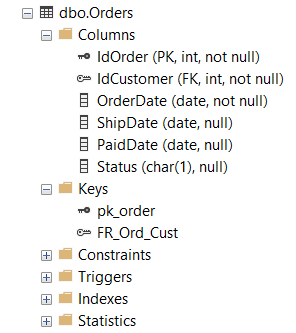 dbo.Orders
Columns
IdOrder (PK, int, not null)
IdCustomer (FK, int, not null)
OrderDate (date, not null)
ShipDate (date, null)
PaidDate (date, null)
Status (char(1), null)
Keys
pk_order
FR_Ord_Cust
Constraints
Triggers
Indexes
Statistics